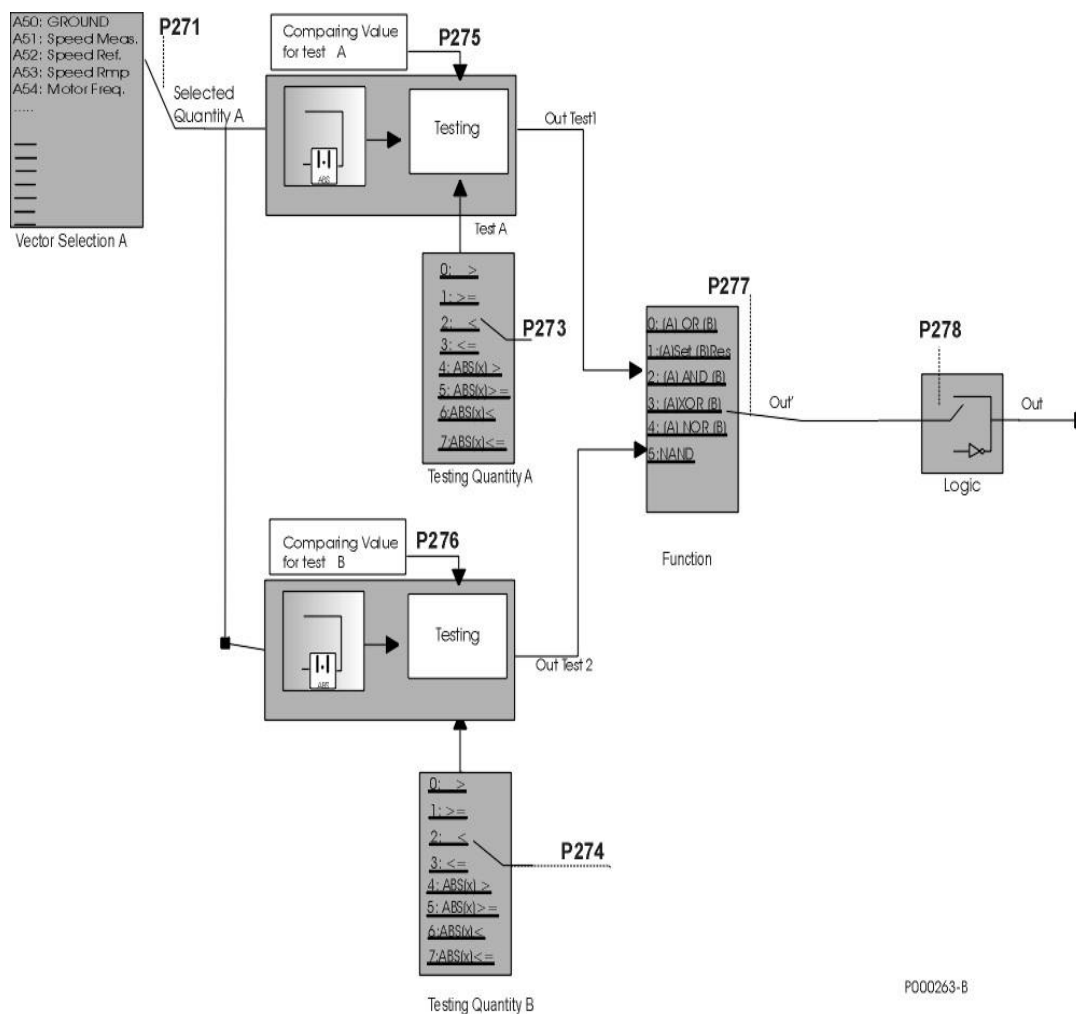 A50: GROUND
A51: Speed Meas.
A52: Speed Ref.
A53: Speed Rmp
A54: Motor Freq.
.....
Vector Selection A
P271
Selected
Quantity A
Comparing Value
for test A
P275
|·|
ABS
Testing
Out Test1
Test A
0: >
1: >=
2: <
3: <=
4: ABS(x) >
5: ABS(x)>=
6:ABS(x)<
7:ABS(x)<=
P273
Testing Quantity A
P277
0: (A) OR (B)
1:(A)Set (B)Res
2: (A) AND (B)
3: (A)XOR (B)
4: (A) NOR (B)
5:NAND
Function
Out'
P278
Out
Logic
Comparing Value
for test B
P276
|·|
ABS
Testing
Out Test 2
0: >
1: >=
2: <
3: <=
4: ABS(x) >
5: ABS(x)>=
6:ABS(x)<
7:ABS(x)<=
P274
Testing Quantity B
P000263-B